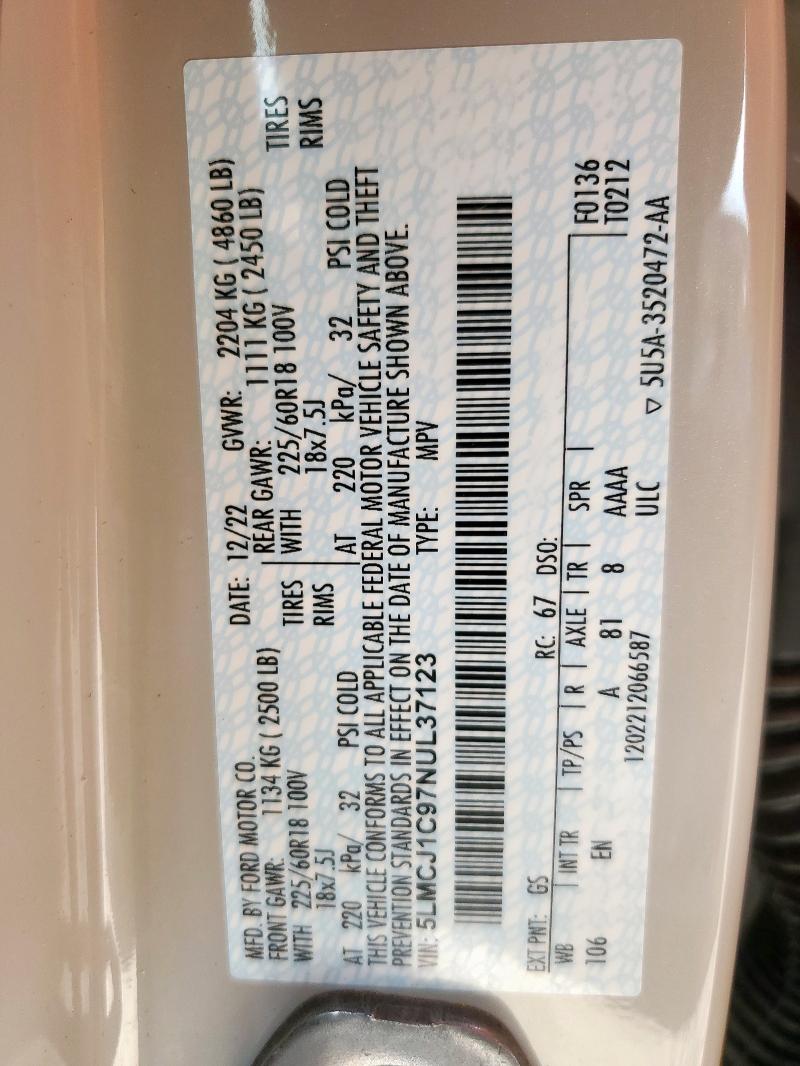 MFD. BY FORD MOTOR CO. DATE: 12/22 GVWR: 2204 KG ( 4860 LB)
FRONT GAWR: 1134 KG ( 2500 LB) REAR GAWR: 1111 KG ( 2450 LB)
WITH 225/60R18 100V TIRES WITH 225/60R18 100V TIRES
18x7.5J RIMS 18x7.5J RIMS
AT 220 kPa/ 32 PSI COLD AT 220 kPa/ 32 PSI COLD
THIS VEHICLE CONFORMS TO ALL APPLICABLE FEDERAL MOTOR VEHICLE SAFETY AND THEFT
PREVENTION STANDARDS IN EFFECT ON THE DATE OF MANUFACTURE SHOWN ABOVE.
VIN: 5LMCJ1C97NUL37123 TYPE: MPV
EXT PNT: GS RC: 67 DSO:
WB INT TR TP/PS R AXLE TR SPR F0136
106 EN A 81 8 AAAA T0212
1202212066587 ULC ▽ 5U5A-3520472-AA